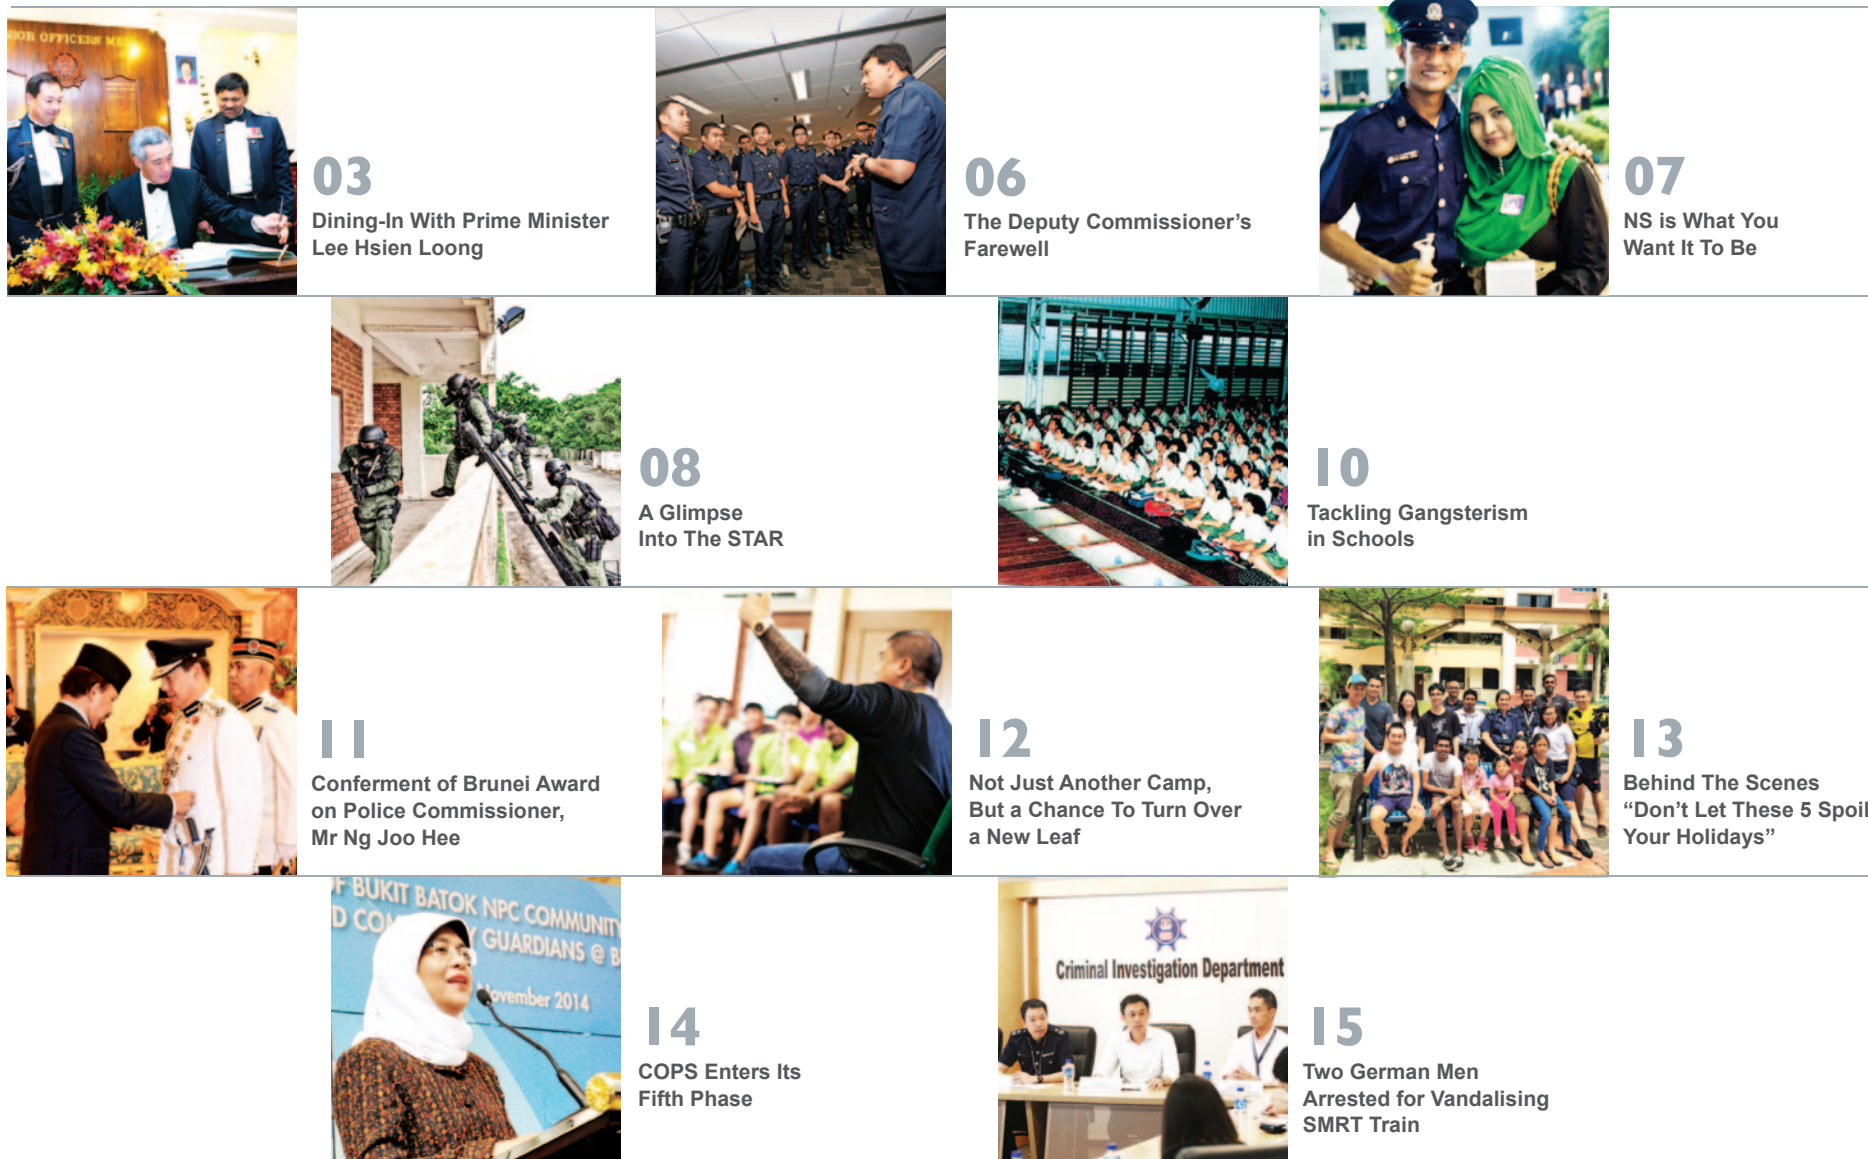 03
Dining-In With Prime Minister
Lee Hsien Loong
06
The Deputy Commissioner's
Farewell
07
NS is What You
Want It To Be
08
A Glimpse
Into The STAR
10
Tackling Gangsterism
in Schools
11
Conferment of Brunei Award
on Police Commissioner,
Mr Ng Joo Hee
12
Not Just Another Camp,
But a Chance To Turn Over
a New Leaf
13
Behind The Scenes
“Don't Let These 5 Spoil
Your Holidays”
F BUKIT BATOK NPC COMMUNITY
GUARDIANS @ B
November 2014
14
COPS Enters Its
Fifth Phase
Criminal Investigation Department
15
Two German Men
Arrested for Vandalising
SMRT Train